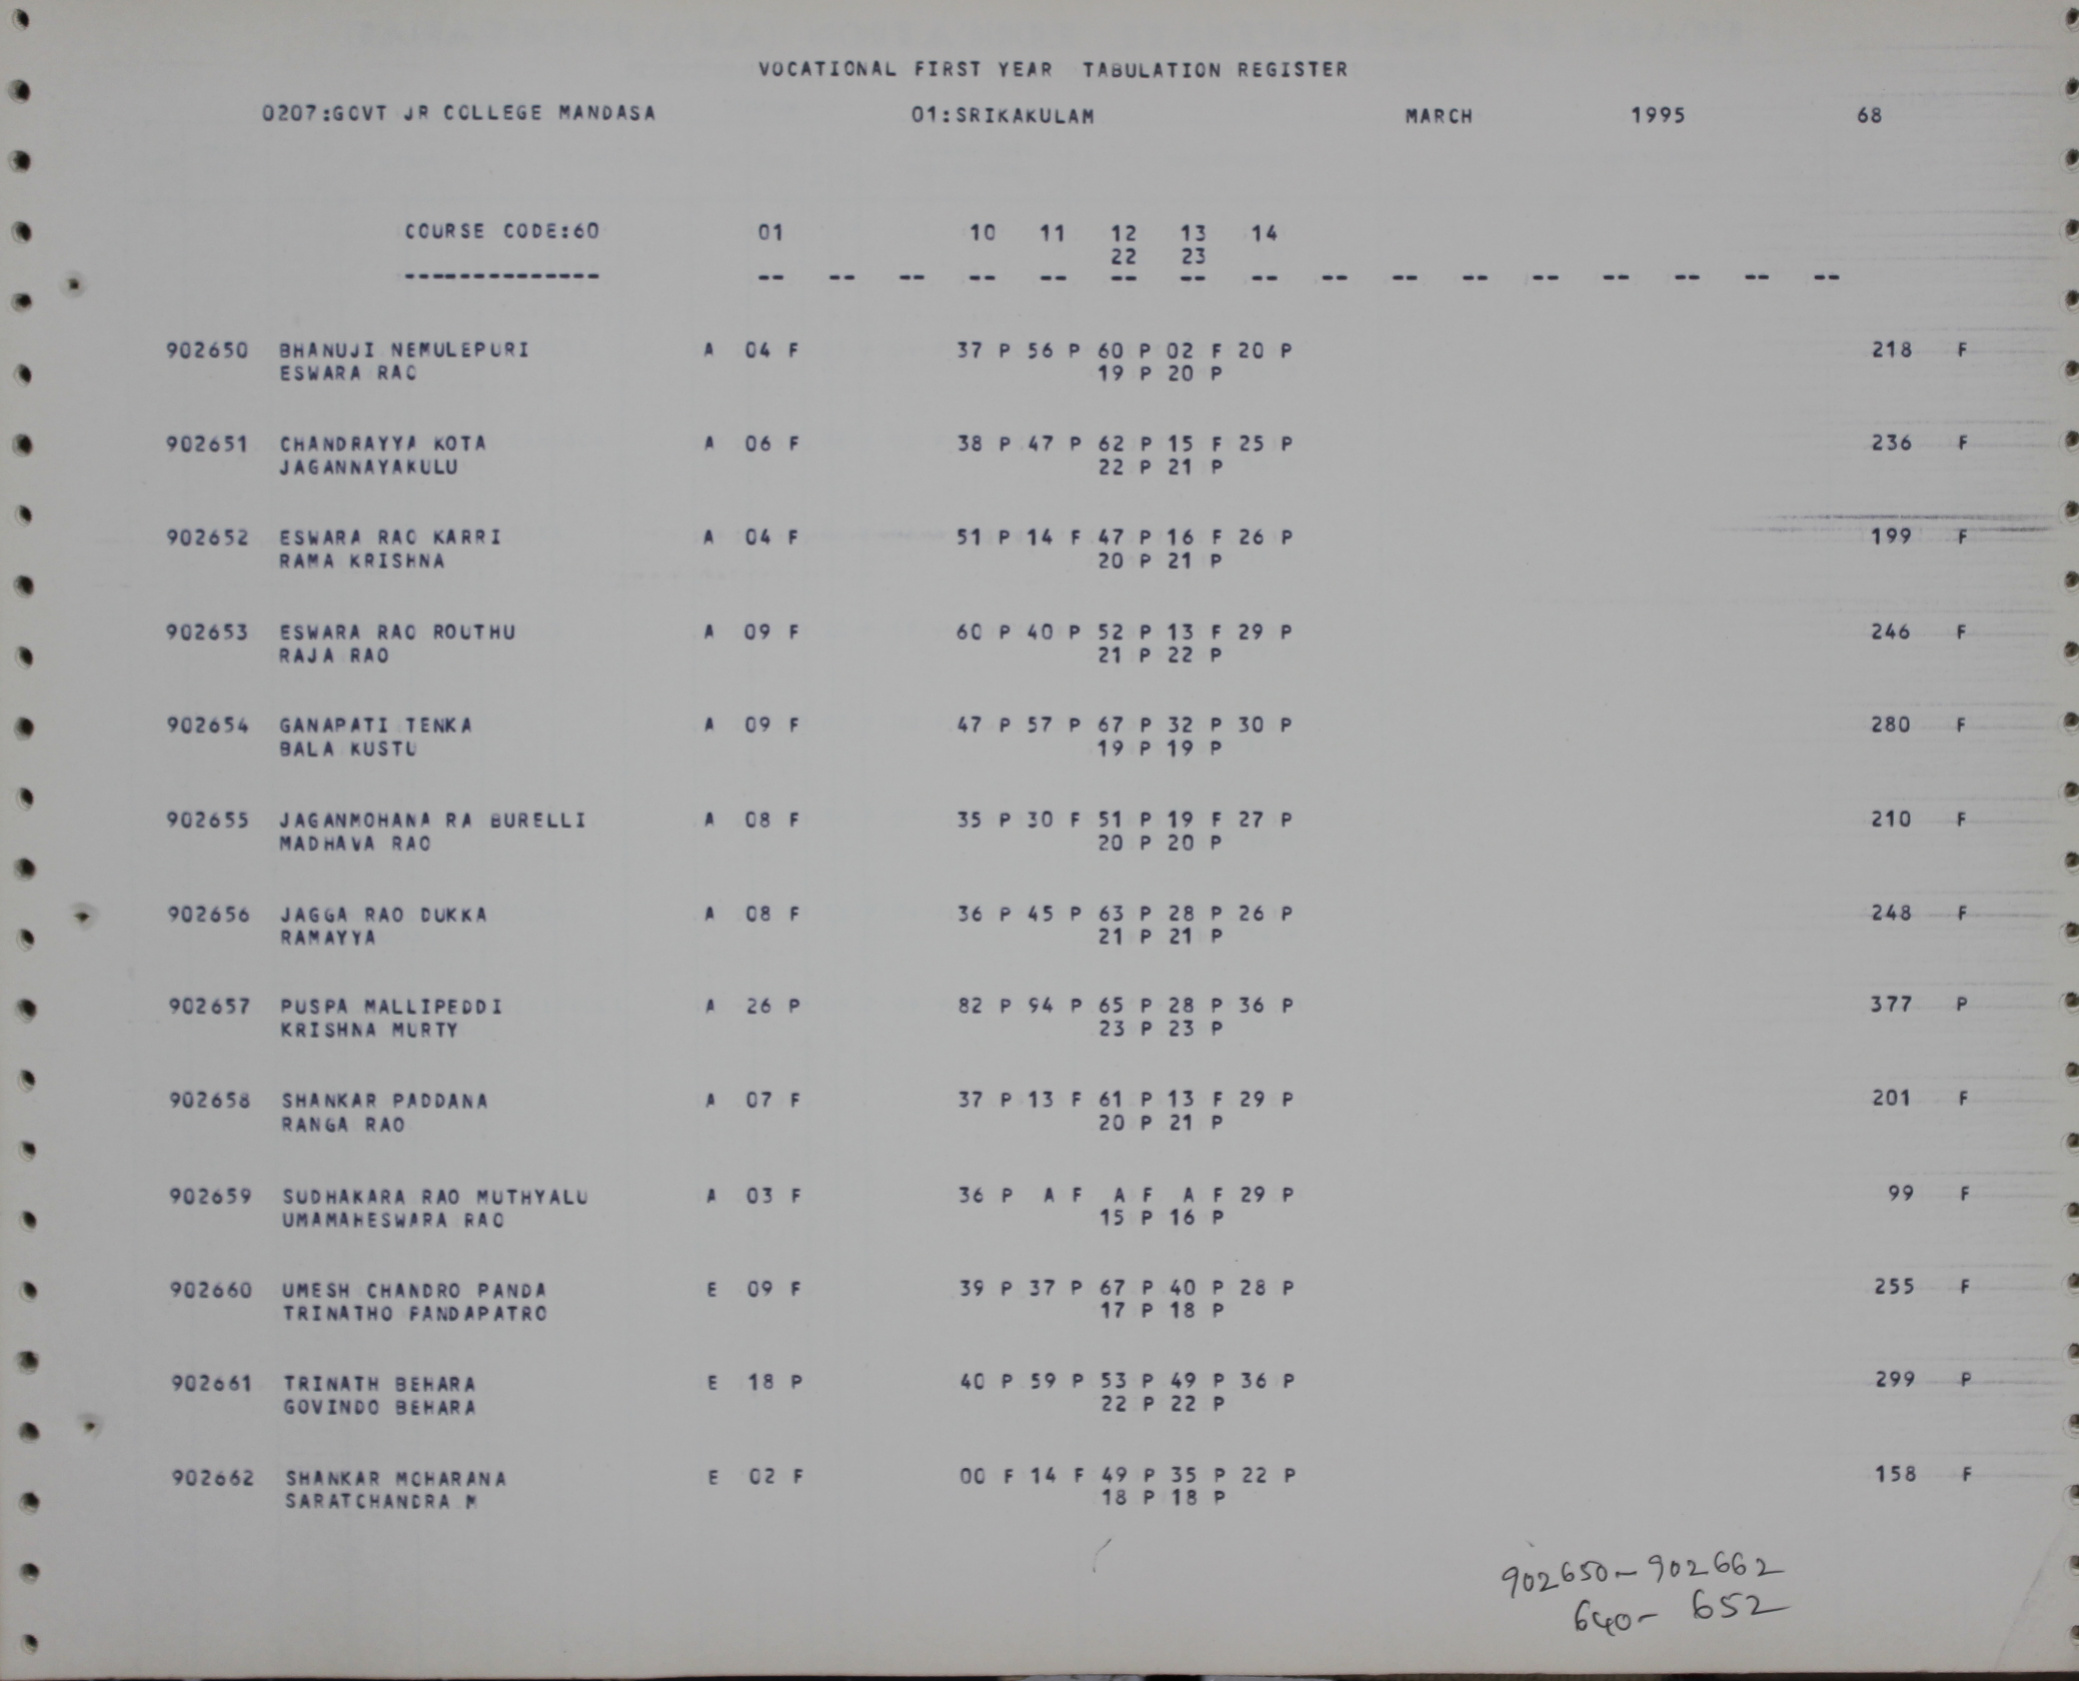 VOCATIONAL FIRST YEAR TABULATION REGISTER
0207:GOVT JR COLLEGE MANDASA 01:SRIKAKULAM MARCH 1995 68
COURSE CODE:60 01 10 11 12 13 14
22 23
-------------- -- -- -- -- -- -- -- -- -- -- -- -- -- -- -- --
902650 BHANUJI NEMULEPURI A 04 F 37 P 56 P 60 P 02 F 20 P 218 F
ESWARA RAO 19 P 20 P
902651 CHANDRAYYA KOTA A 06 F 38 P 47 P 62 P 15 F 25 P 236 F
JAGANNAYAKULU 22 P 21 P
902652 ESWARA RAO KARRI A 04 F 51 P 14 F 47 P 16 F 26 P 199 F
RAMA KRISHNA 20 P 21 P
902653 ESWARA RAO ROUTHU A 09 F 60 P 40 P 52 P 13 F 29 P 246 F
RAJA RAO 21 P 22 P
902654 GANAPATI TENKA A 09 F 47 P 57 P 67 P 32 P 30 P 280 F
BALA KUSTU 19 P 19 P
902655 JAGANMOHANA RA BURELLI A 08 F 35 P 30 F 51 P 19 F 27 P 210 F
MADHAVA RAO 20 P 20 P
902656 JAGGA RAO DUKKA A 08 F 36 P 45 P 63 P 28 P 26 P 248 F
RAMAYYA 21 P 21 P
902657 PUSPA MALLIPEDDI A 26 P 82 P 94 P 65 P 28 P 36 P 377 P
KRISHNA MURTY 23 P 23 P
902658 SHANKAR PADDANA A 07 F 37 P 13 F 61 P 13 F 29 P 201 F
RANGA RAO 20 P 21 P
902659 SUDHAKARA RAO MUTHYALU A 03 F 36 P A F A F A F 29 P 99 F
UMAMAHESWARA RAO 15 P 16 P
902660 UMESH CHANDRO PANDA E 09 F 39 P 37 P 67 P 40 P 28 P 255 F
TRINATHO PANDAPATRO 17 P 18 P
902661 TRINATH BEHARA E 18 P 40 P 59 P 53 P 49 P 36 P 299 P
GOVINDO BEHARA 22 P 22 P
902662 SHANKAR MOHARANA E 02 F 00 F 14 F 49 P 35 P 22 P 158 F
SARATCHANDRA M 18 P 18 P
902650-902662
640- 652